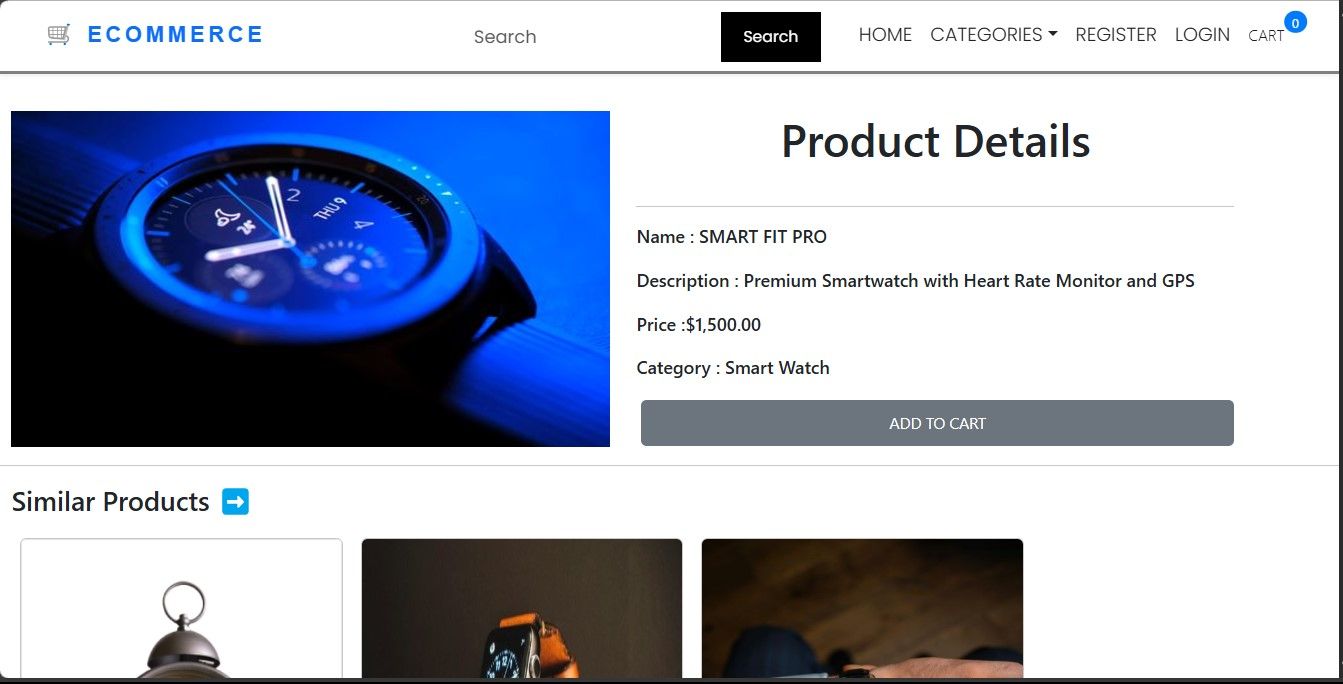 ECOMMERCE
Search
Search
HOME
CATEGORIES
REGISTER
LOGIN
CART
0
Product Details
2
THU 9
20
Name : SMART FIT PRO
Description : Premium Smartwatch with Heart Rate Monitor and GPS
Price :$1,500.00
Category : Smart Watch
ADD TO CART
Similar Products